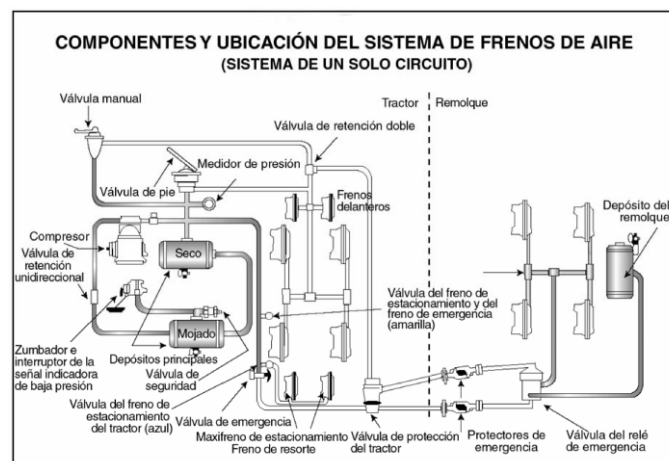 COMPONENTES Y UBICACIÓN DEL SISTEMA DE FRENOS DE AIRE
(SISTEMA DE UN SOLO CIRCUITO)
Válvula manual
Tractor
Remolque
Válvula de retención doble
Medidor de presión
Válvula de pie
Frenos
delanteros
Depósito del
remolque
Compresor
Válvula de
retención
unidireccional
Seco
Válvula del freno de
estacionamiento y del
freno de emergencia
(amarilla)
Mojado
Zumbador e
interruptor de la
señal indicadora
de baja presión
Depósitos principales
Válvula de
seguridad
Válvula del freno de
estacionamiento
del tractor (azul)
Válvula de emergencia
Maxifreno de estacionamiento
Freno de resorte
Válvula de protección
del tractor
Protectores de
emergencia
Válvula del relé
de emergencia